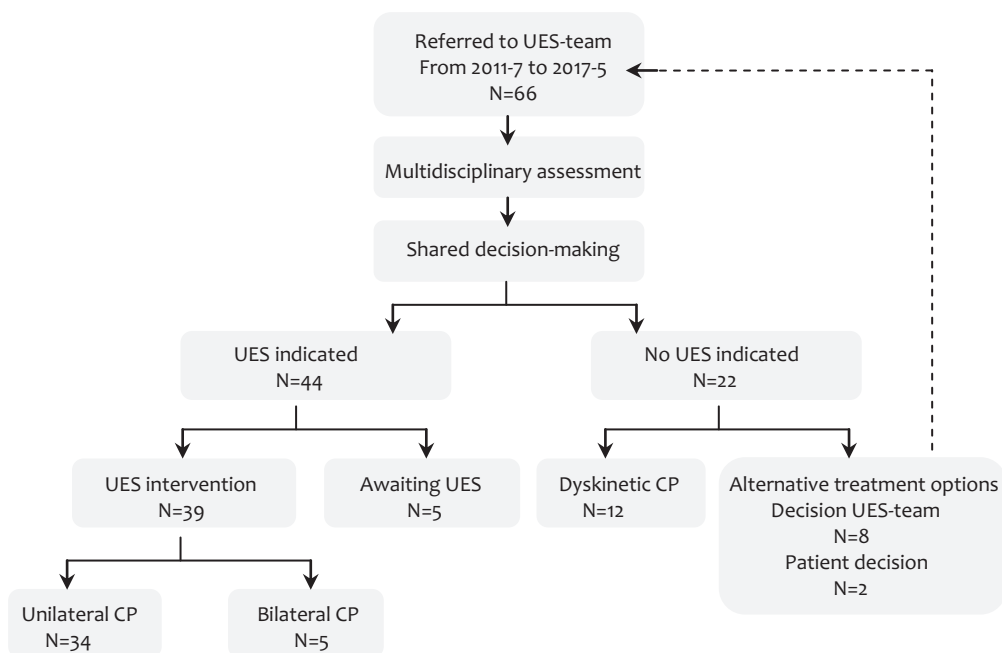 Referred to UES-team
From 2011-7 to 2017-5
N=66
Multidisciplinary assessment
Shared decision-making
UES indicated
N=44
No UES indicated
N=22
UES intervention
N=39
Awaiting UES
N=5
Dyskinetic CP
N=12
Alternative treatment options
Decision UES-team
N=8
Patient decision
N=2
Unilateral CP
N=34
Bilateral CP
N=5